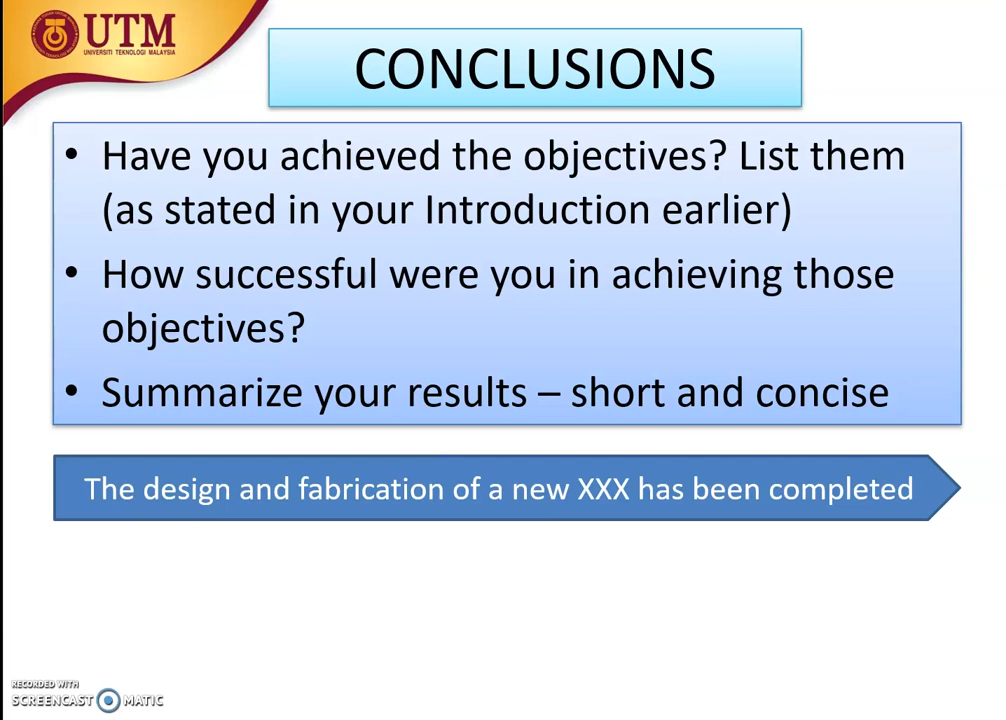 UTM
UNIVERSITI TEKNOLOGI MALAYSIA
CONCLUSIONS
• Have you achieved the objectives? List them
(as stated in your Introduction earlier)
• How successful were you in achieving those
objectives?
• Summarize your results – short and concise
The design and fabrication of a new XXX has been completed
RECORDED WITH
SCREENCAST MATIC